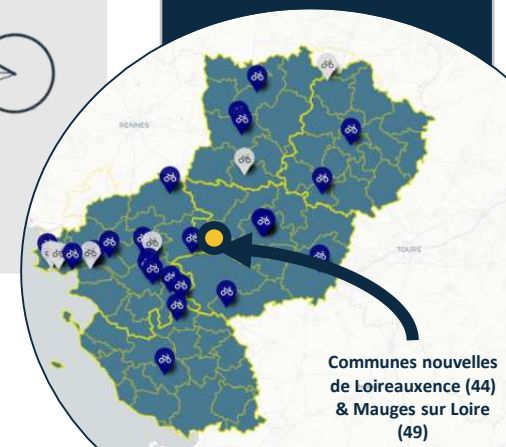 RENNES
TOURS
Communes nouvelles
de Loireauxence (44)
& Mauges sur Loire
(49)